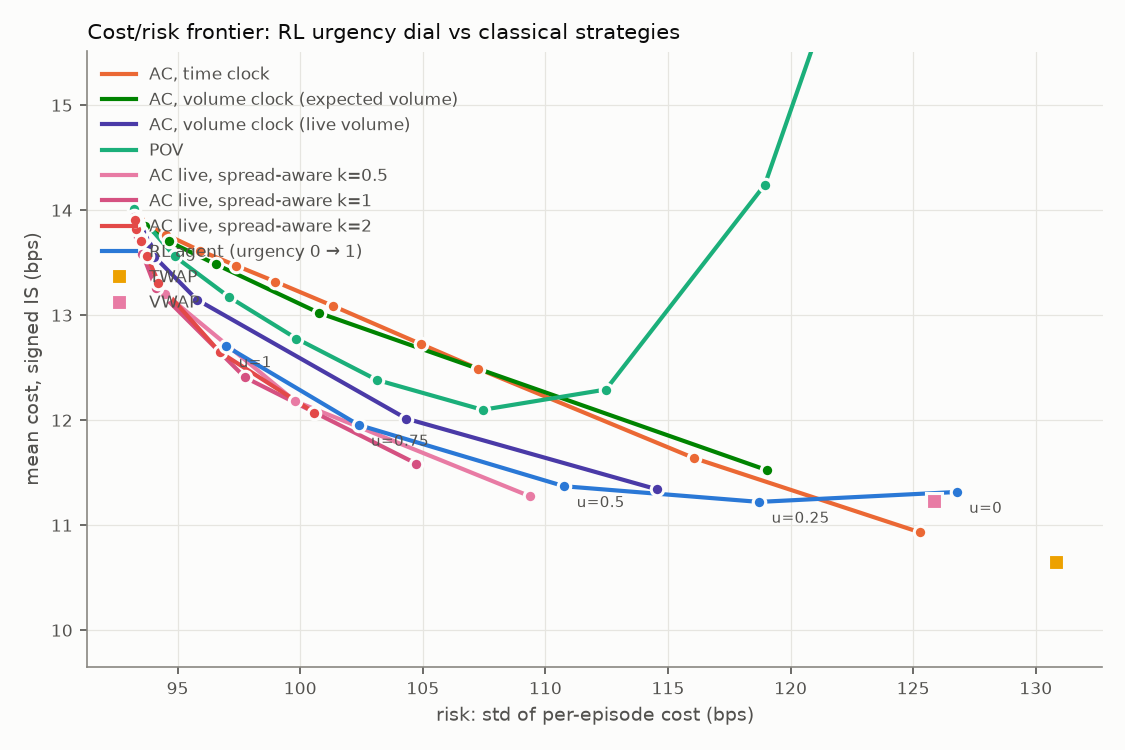 Cost/risk frontier: RL urgency dial vs classical strategies
AC, time clock
AC, volume clock (expected volume)
AC, volume clock (live volume)
POV
AC live, spread-aware k=0.5
AC live, spread-aware k=1
AC live, spread-aware k=2
RL agent (urgency 0 → 1)
TWAP
VWAP
15
14
13
12
11
10
mean cost, signed IS (bps)
u=1
u=0.75
u=0.5
u=0.25
u=0
95
100
105
110
115
120
125
130
risk: std of per-episode cost (bps)